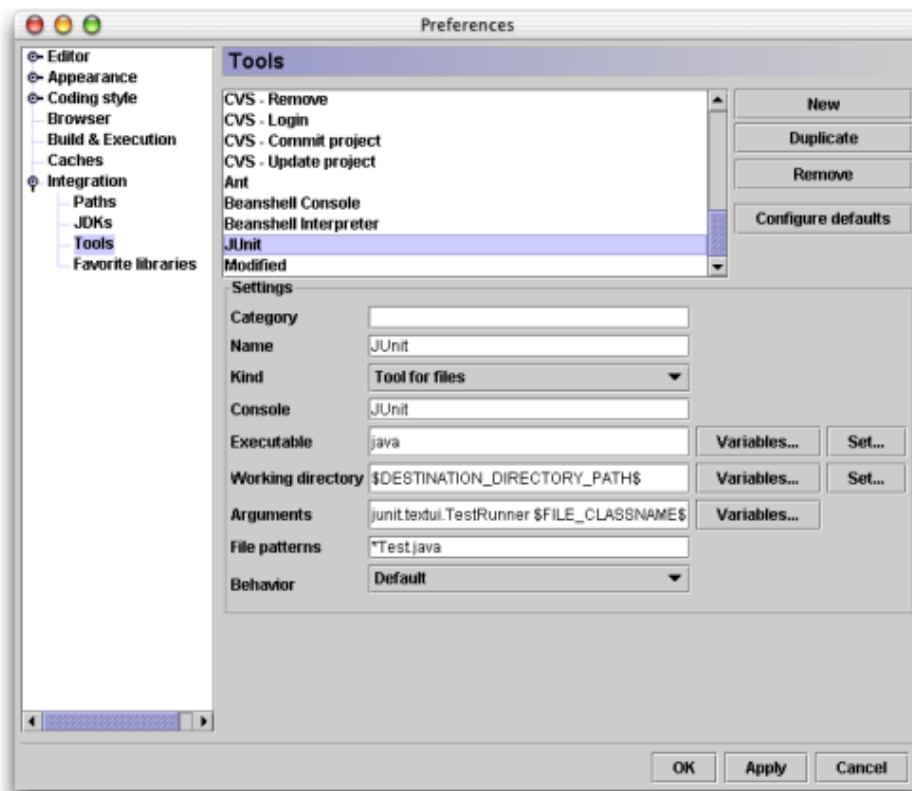 Preferences
Editor
Appearance
Coding style
Browser
Build & Execution
Caches
Integration
Paths
JDKs
Tools
Favorite libraries
Tools
CVS - Remove
CVS - Login
CVS - Commit project
CVS - Update project
Ant
Beanshell Console
Beanshell Interpreter
JUnit
Modified
New
Duplicate
Remove
Configure defaults
Settings
Category
Name JUnit
Kind Tool for files
Console JUnit
Executable java Variables... Set...
Working directory $DESTINATION_DIRECTORY_PATH$ Variables... Set...
Arguments junit.textui.TestRunner $FILE_CLASSNAME$ Variables...
File patterns *Test.java
Behavior Default
OK Apply Cancel